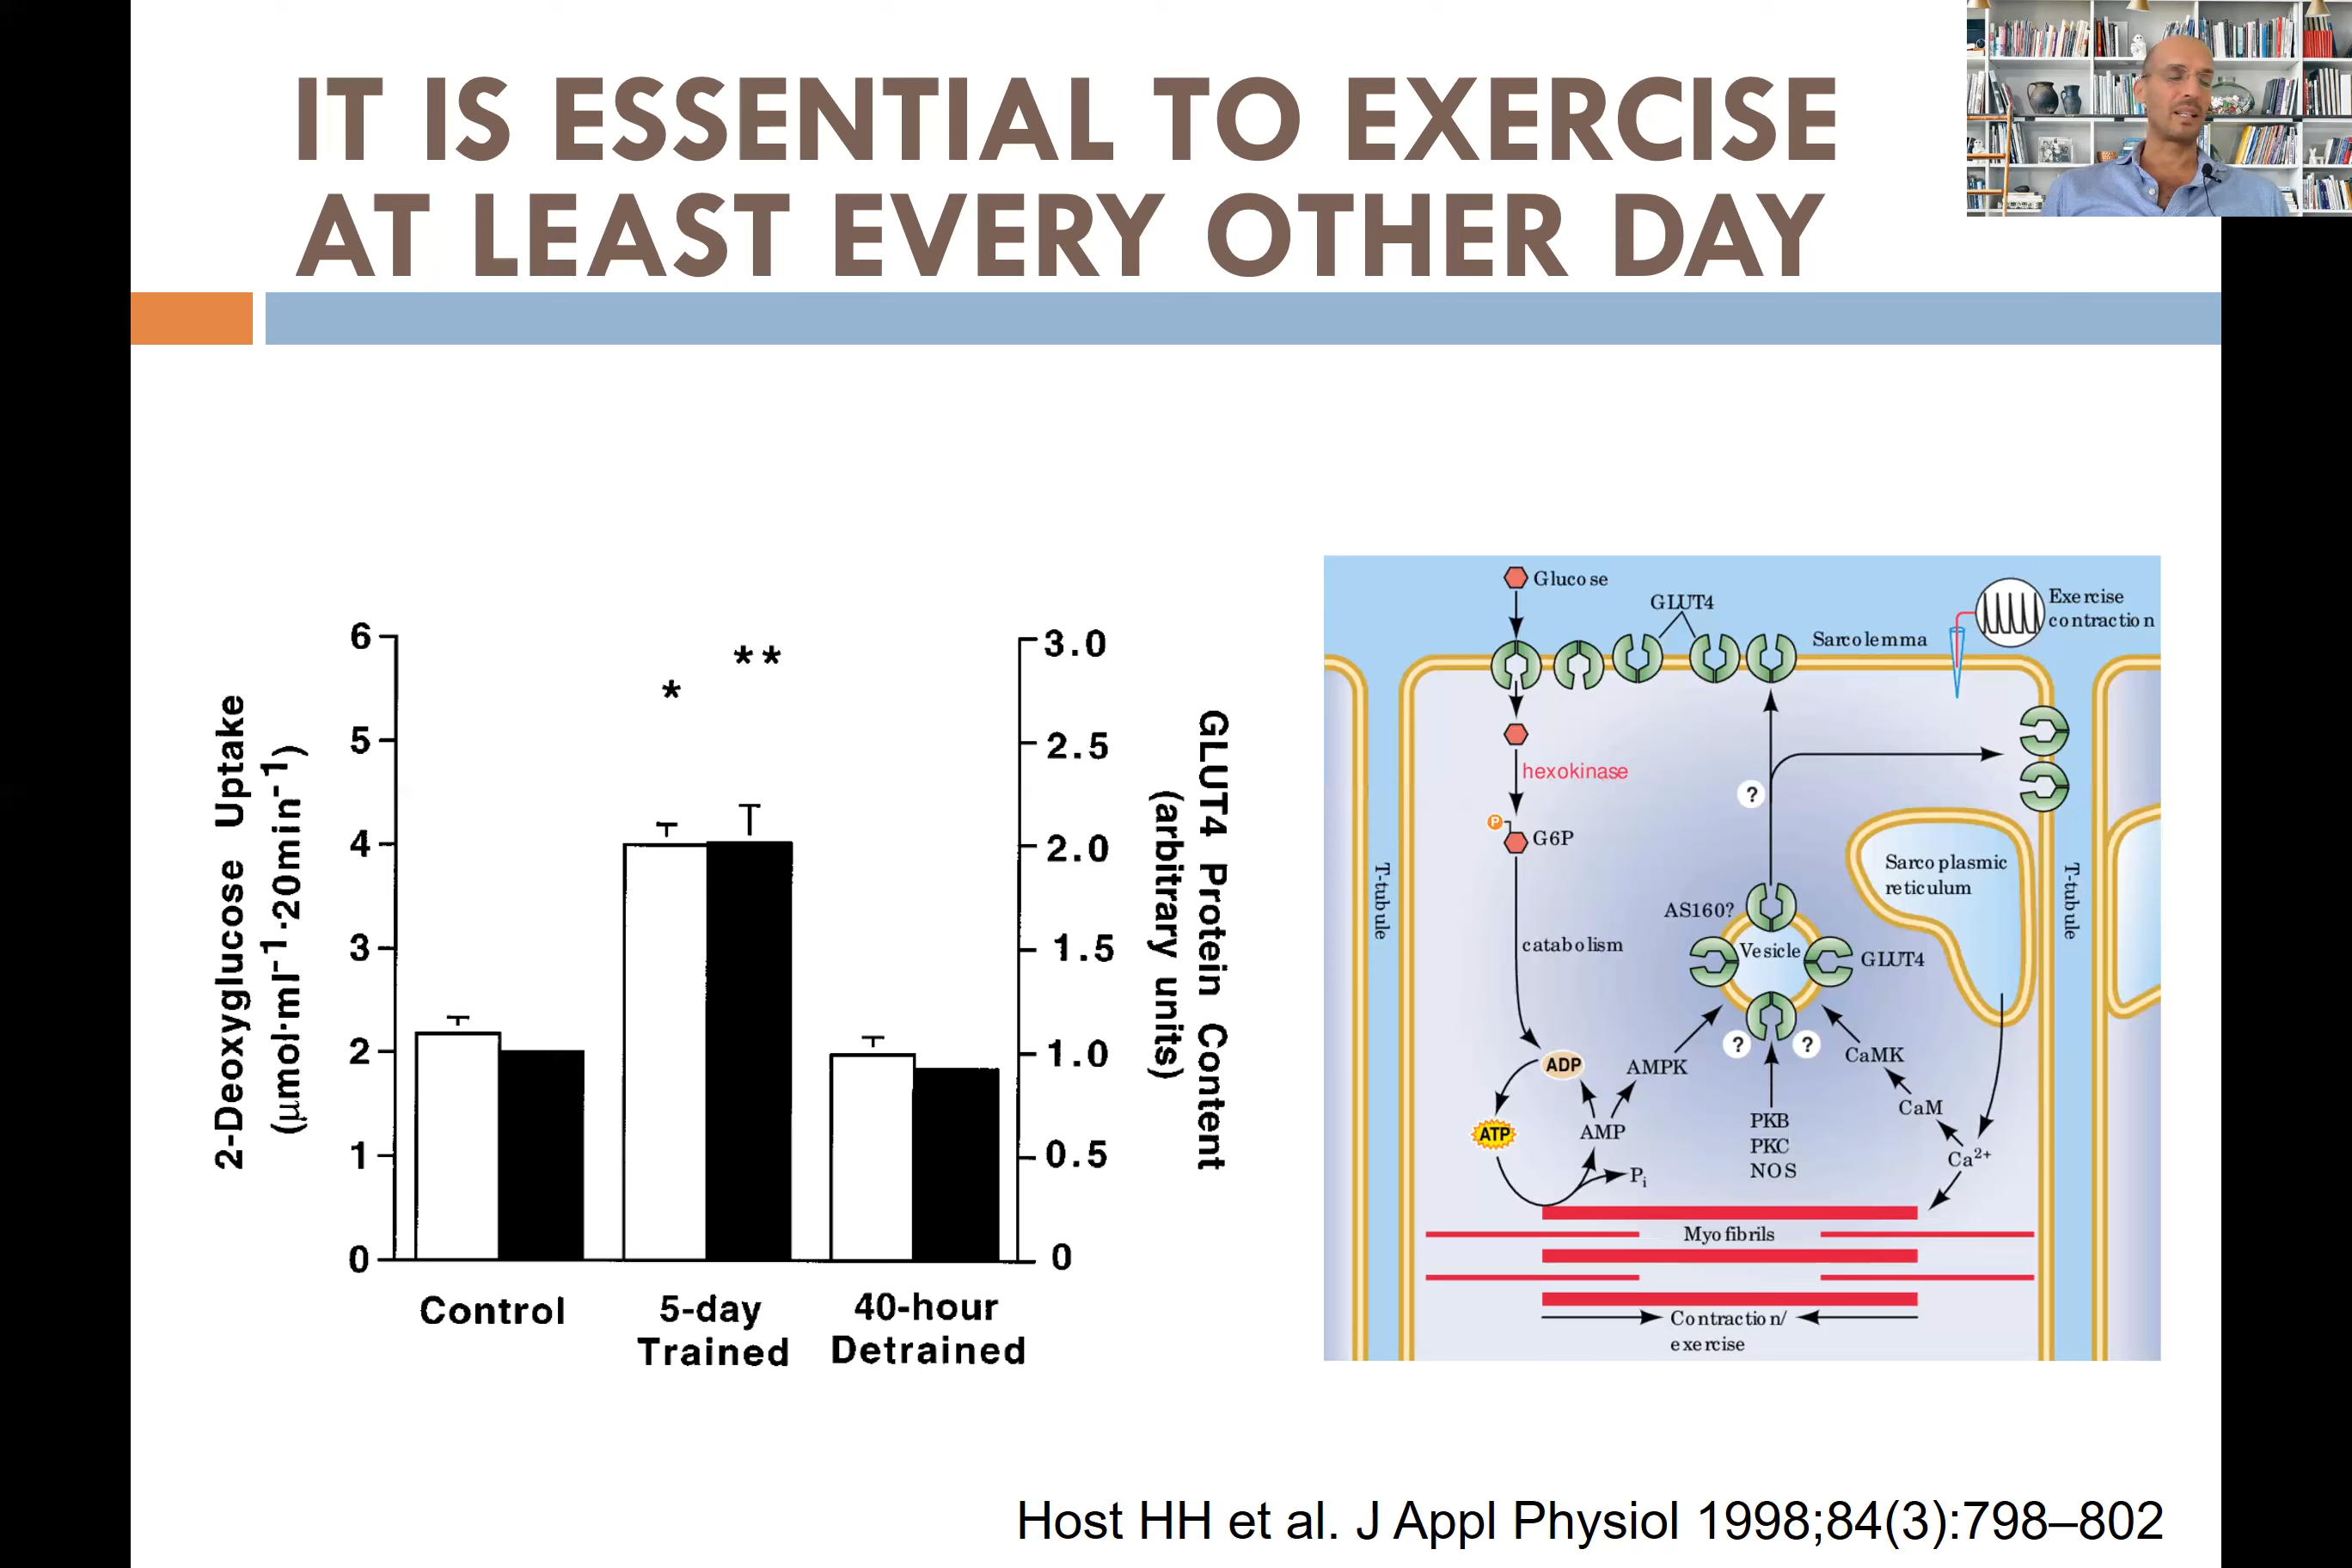 IT IS ESSENTIAL TO EXERCISE
AT LEAST EVERY OTHER DAY
2-Deoxyglucose Uptake
(μmol·ml⁻¹·20min⁻¹)
6
5
4
3
2
1
0
*
**
3.0
2.5
2.0
1.5
1.0
0.5
0
GLUT4 Protein Content
(arbitrary units)
Control
5-day
Trained
40-hour
Detrained
Glucose
GLUT4
Sarcolemma
Exercise
contraction
hexokinase
?
P
G6P
T-tubule
Sarcoplasmic
reticulum
T-tubule
AS160?
catabolism
Vesicle
GLUT4
?
?
ADP
AMPK
CaMK
ATP
AMP
PKB
PKC
NOS
CaM
Ca²⁺
Pi
Myofibrils
Contraction/
exercise
Host HH et al. J Appl Physiol 1998;84(3):798–802